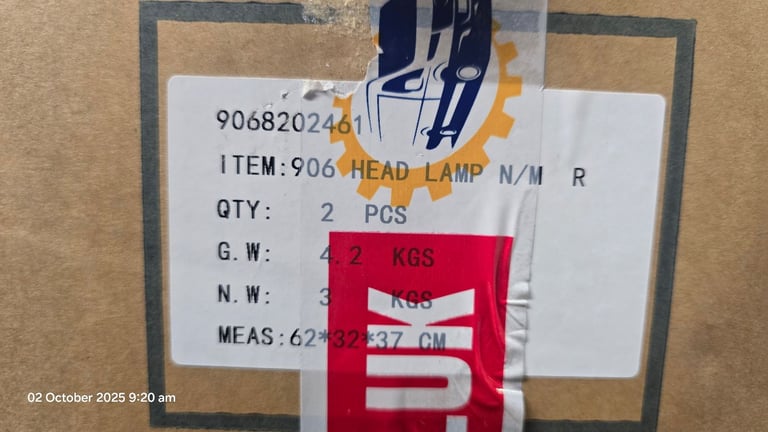 9068202461
ITEM:906 HEAD LAMP N/M R
QTY: 2 PCS
G.W: 4.2 KGS
N.W: 3 KGS
MEAS:62*32*37 CM
UK
02 October 2025 9:20 am